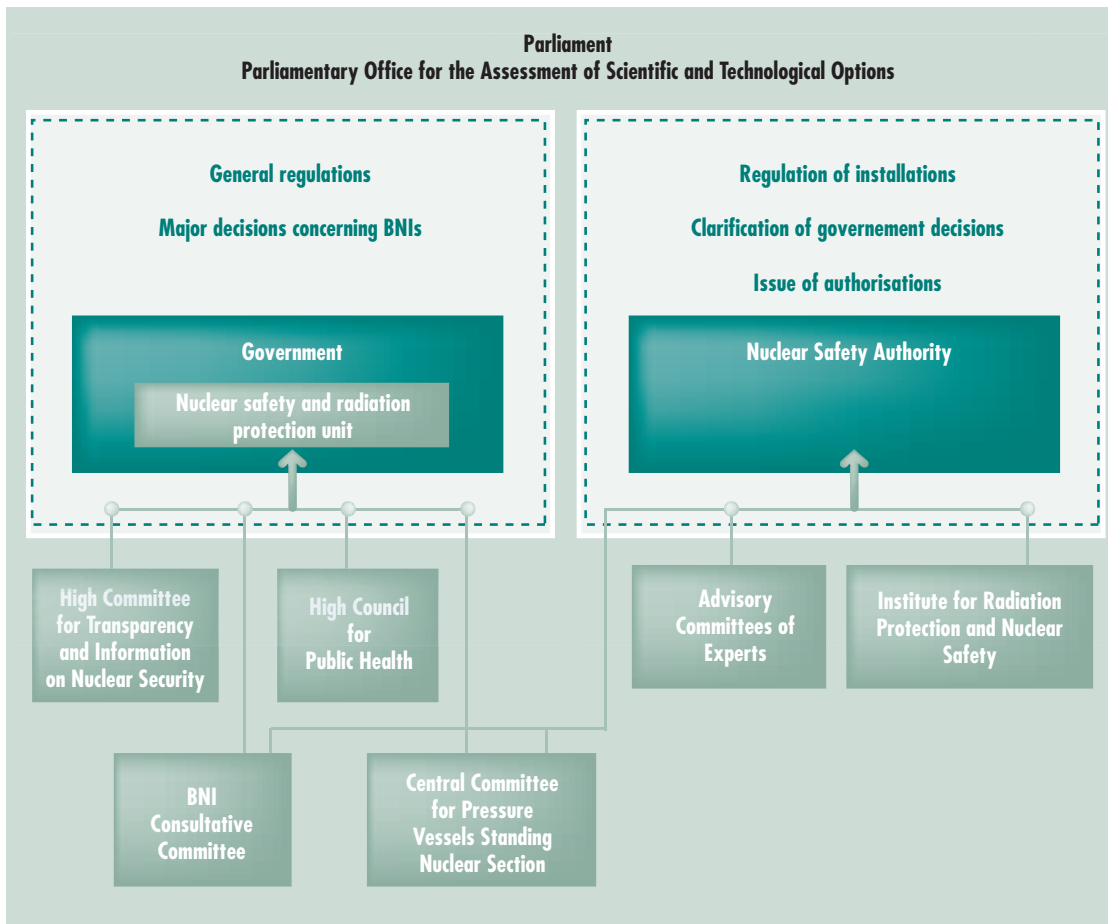 Parliament
Parliamentary Office for the Assessment of Scientific and Technological Options
General regulations
Major decisions concerning BNIs
Government
Nuclear safety and radiation
protection unit
Regulation of installations
Clarification of governement decisions
Issue of authorisations
Nuclear Safety Authority
High Committee
for Transparency
and Information
on Nuclear Security
High Council
for
Public Health
Advisory
Committees of
Experts
Institute for Radiation
Protection and Nuclear
Safety
BNI
Consultative
Committee
Central Committee
for Pressure
Vessels Standing
Nuclear Section